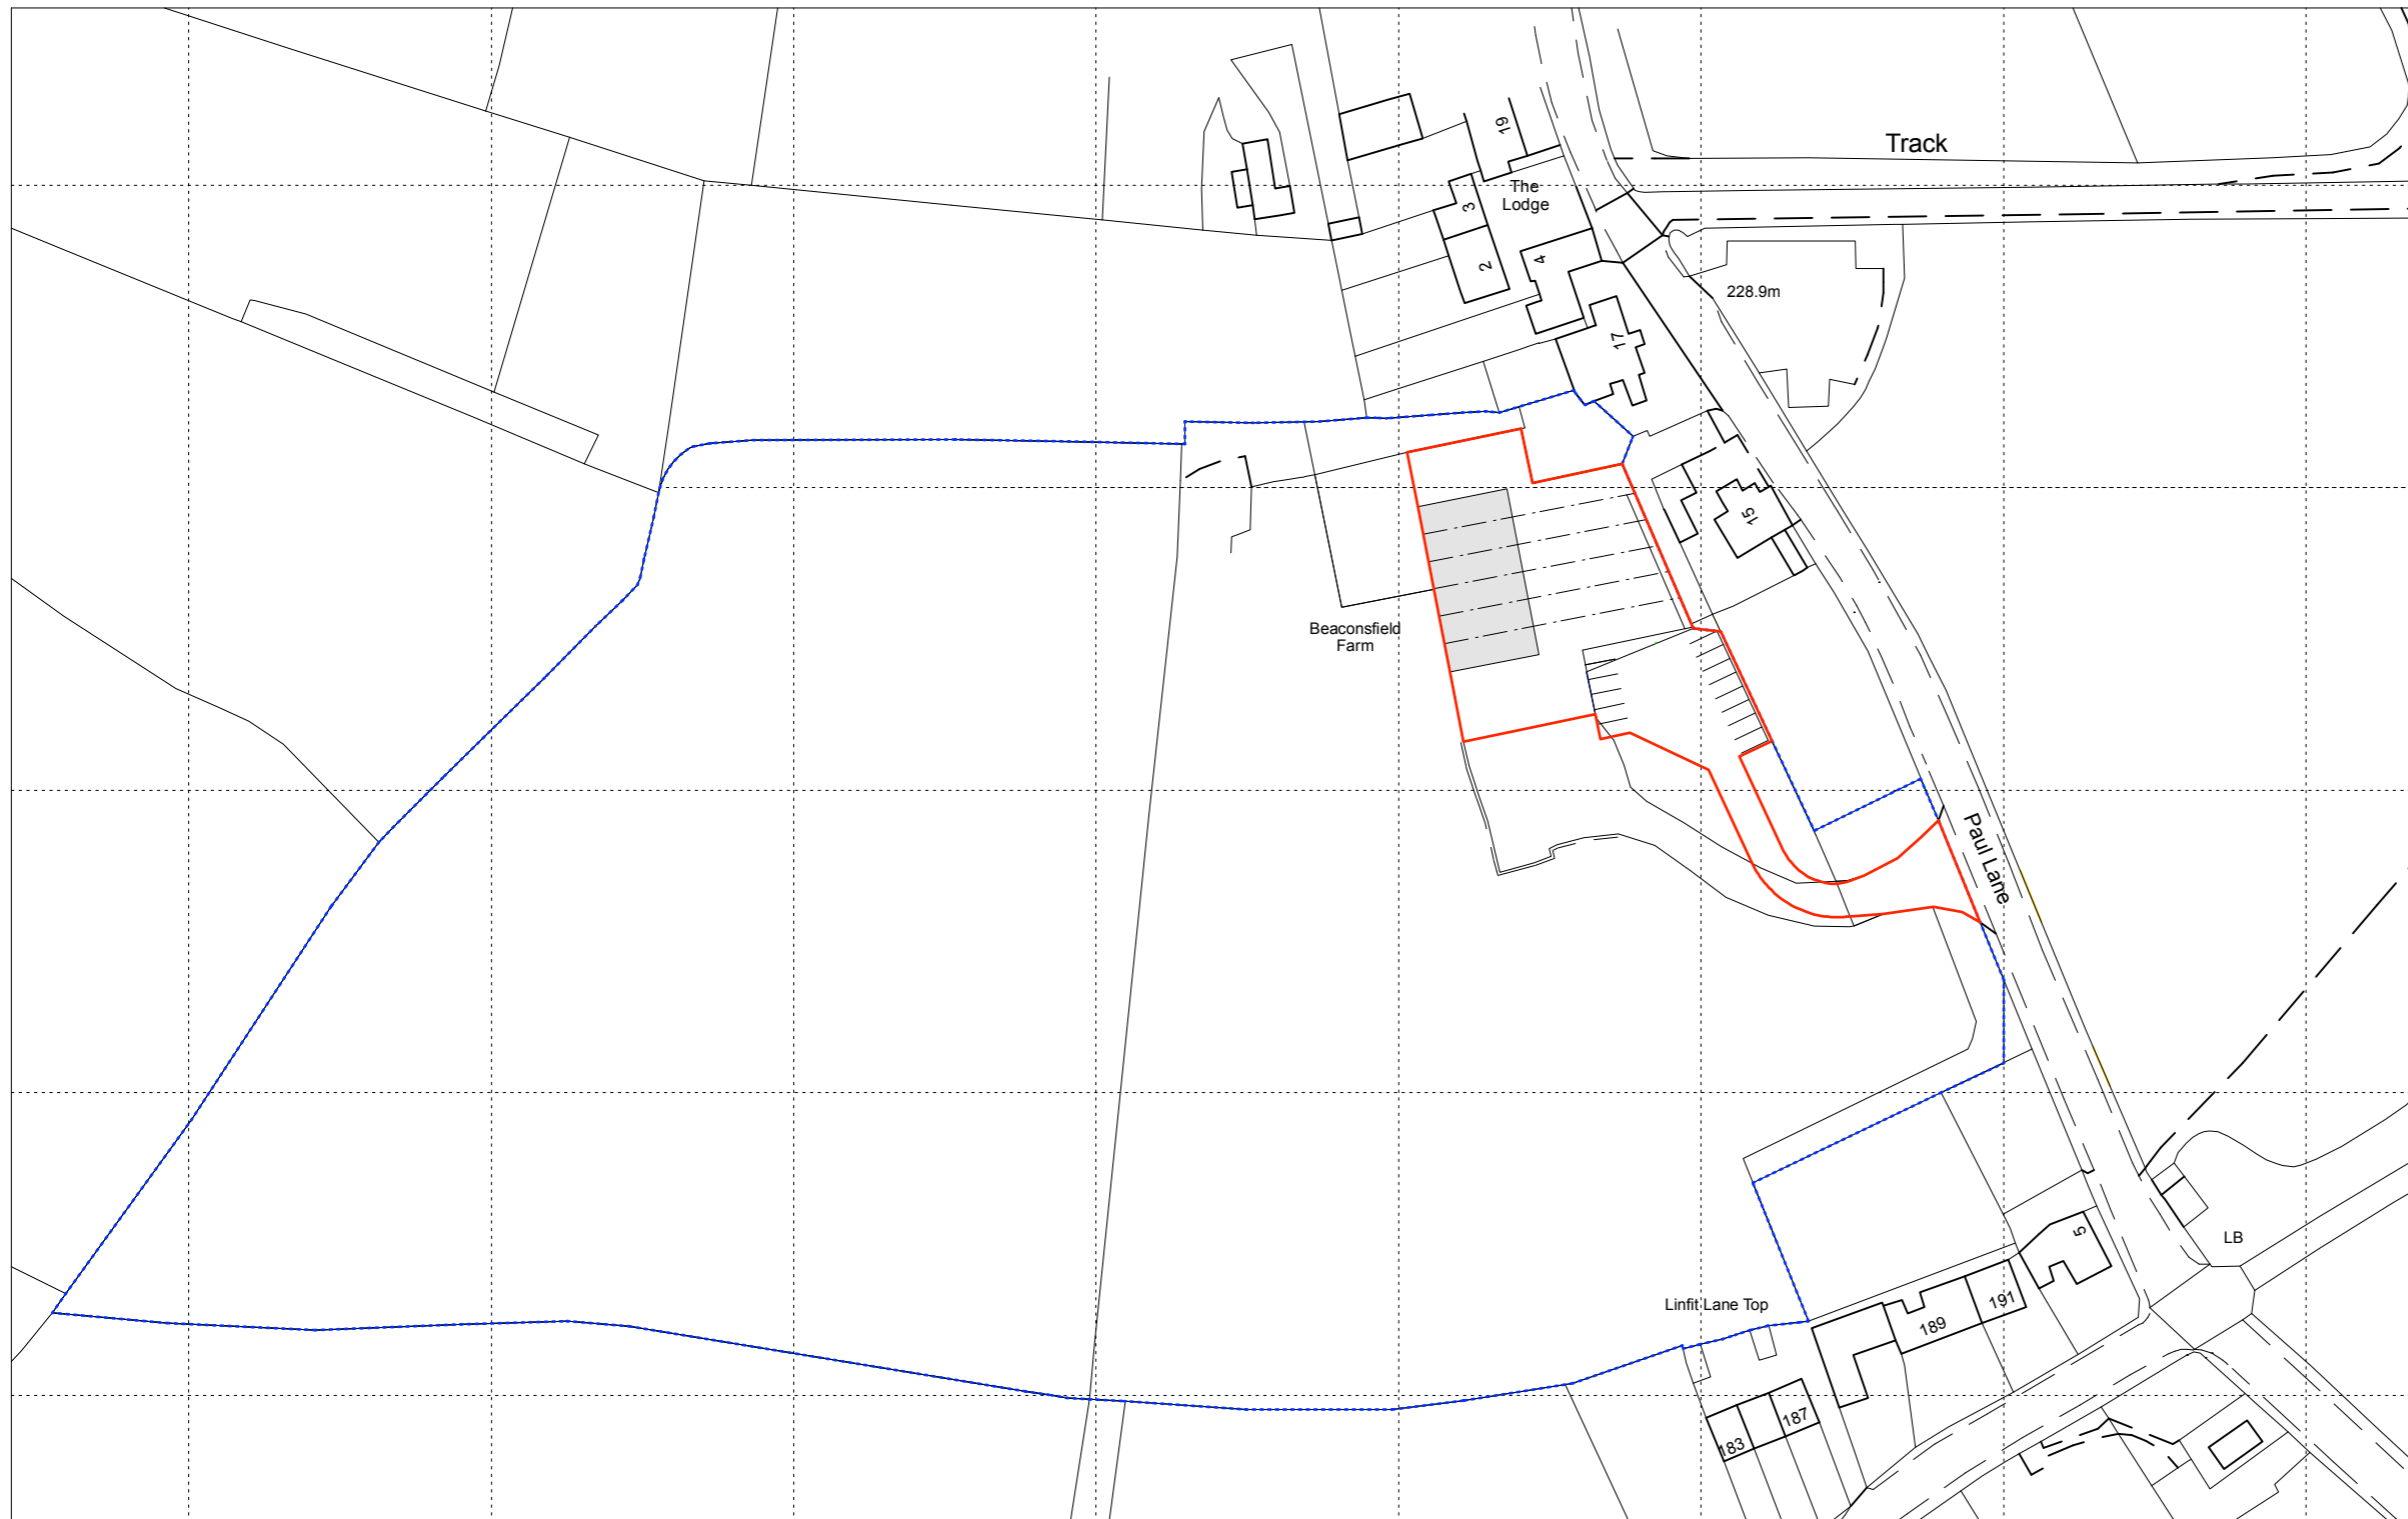 Track
19
The
Lodge
3
2
4
228.9m
17
15
Beaconsfield
Farm
Paul Lane
5
LB
Linfit Lane Top
191
189
187
183